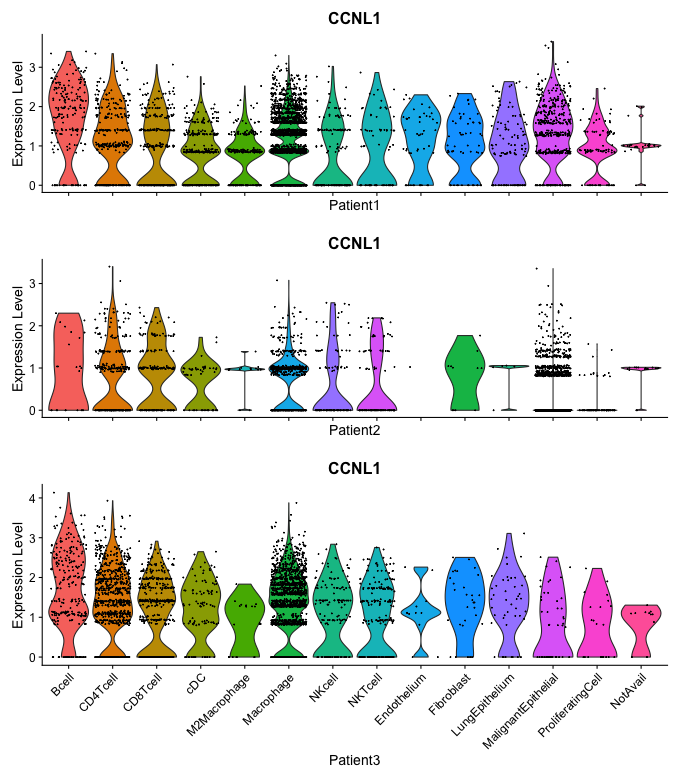 CCNL1
Expression Level
3
2
1
0
Patient1
CCNL1
Expression Level
3
2
1
0
Patient2
CCNL1
Expression Level
4
3
2
1
0
Bcell
CD4Tcell
CD8Tcell
cDC
M2Macrophage
Macrophage
NKcell
NKTcell
Endothelium
Fibroblast
LungEpithelium
MalignantEpithelial
ProliferatingCell
NotAvail
Patient3